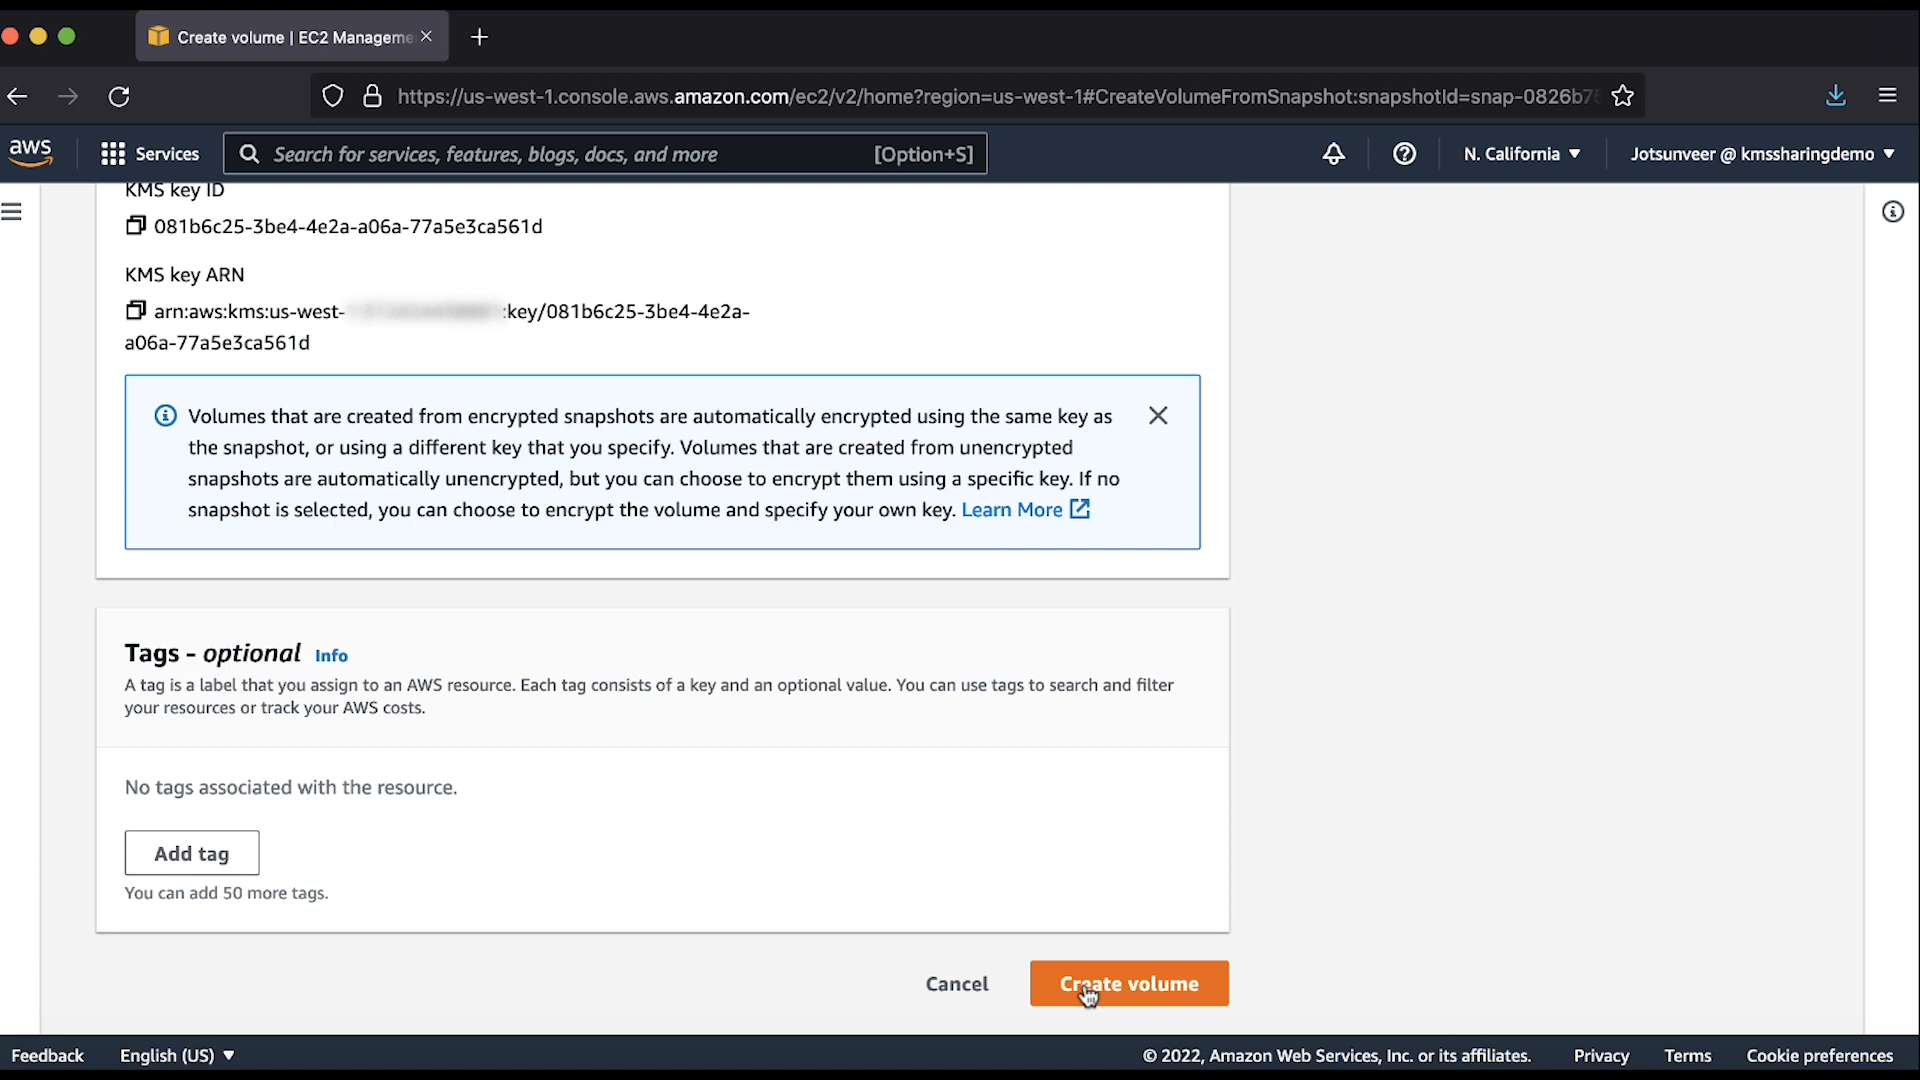 Create volume | EC2 Manageme
https://us-west-1.console.aws.amazon.com/ec2/v2/home?region=us-west-1#CreateVolumeFromSnapshot:snapshotId=snap-0826b7
aws
Services
Search for services, features, blogs, docs, and more
[Option+S]
N. California
Jotsunveer @ kmssharingdemo
KMS key ID
081b6c25-3be4-4e2a-a06a-77a5e3ca561d
KMS key ARN
arn:aws:kms:us-west- :key/081b6c25-3be4-4e2a-
a06a-77a5e3ca561d
Volumes that are created from encrypted snapshots are automatically encrypted using the same key as
the snapshot, or using a different key that you specify. Volumes that are created from unencrypted
snapshots are automatically unencrypted, but you can choose to encrypt them using a specific key. If no
snapshot is selected, you can choose to encrypt the volume and specify your own key. Learn More
Tags - optional Info
A tag is a label that you assign to an AWS resource. Each tag consists of a key and an optional value. You can use tags to search and filter
your resources or track your AWS costs.
No tags associated with the resource.
Add tag
You can add 50 more tags.
Cancel
Create volume
Feedback
English (US)
© 2022, Amazon Web Services, Inc. or its affiliates.
Privacy
Terms
Cookie preferences